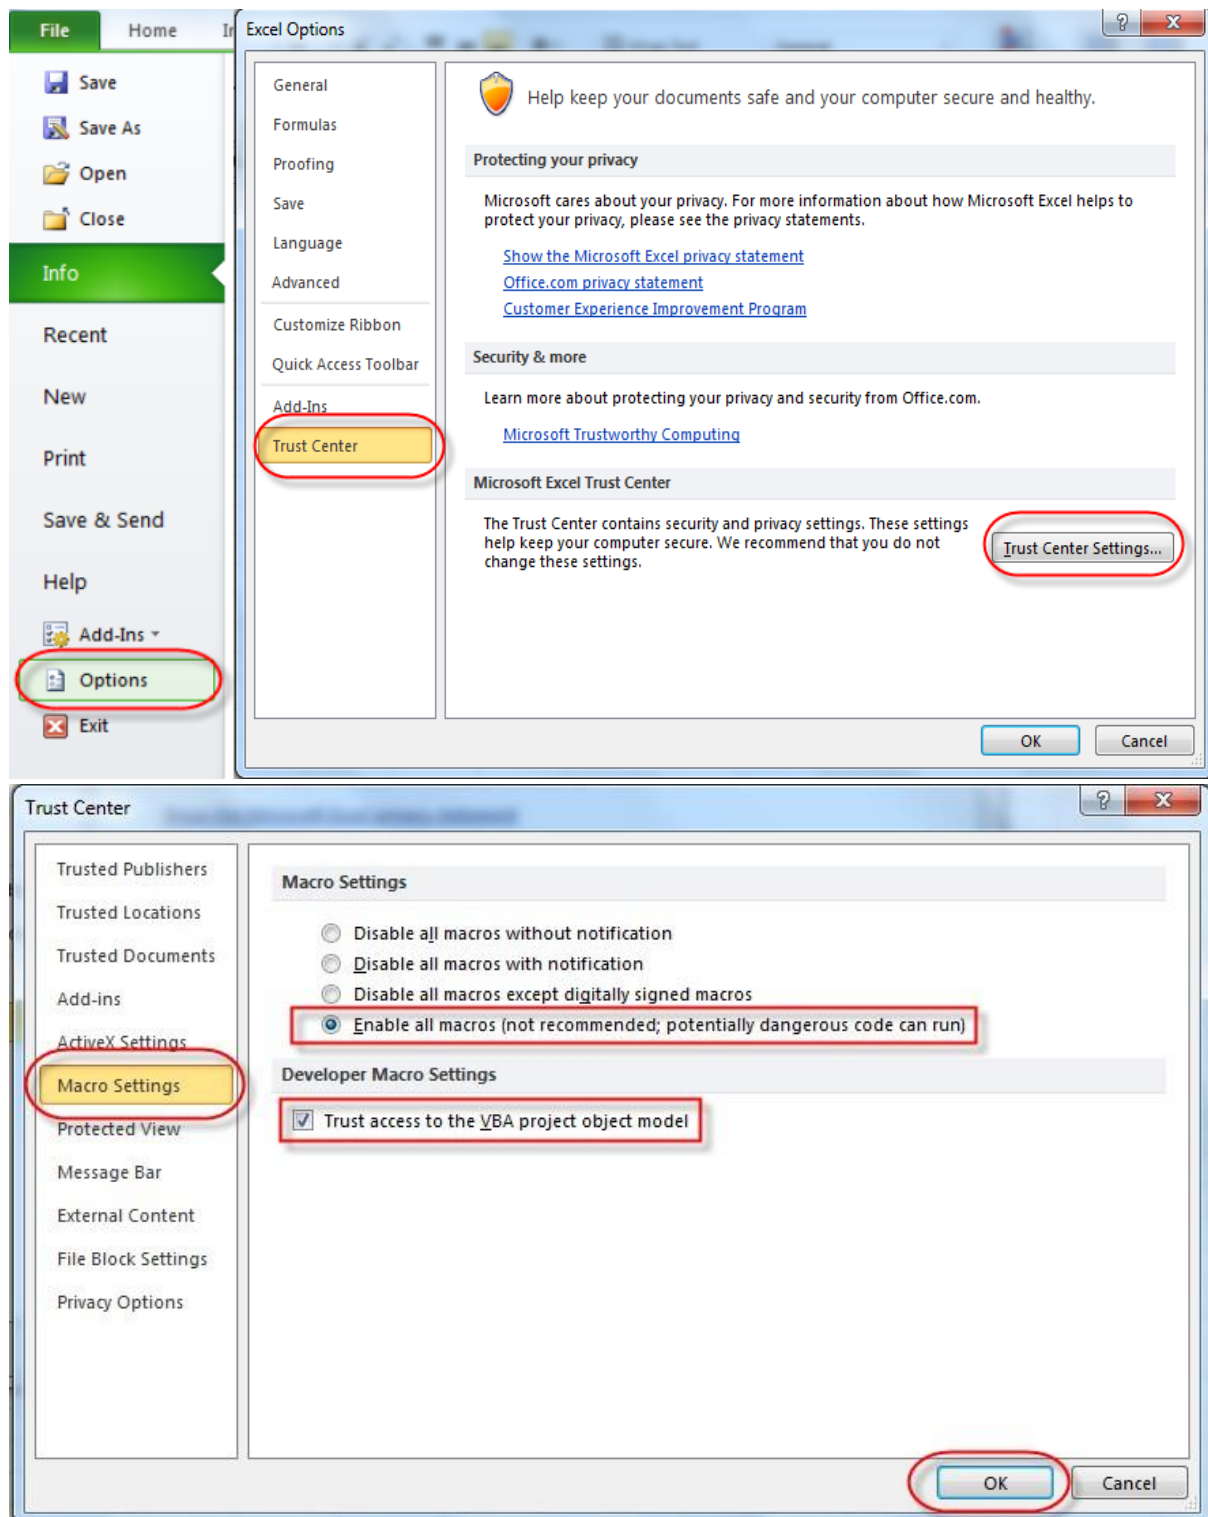 File
Home
Excel Options
Save
Save As
Open
Close
Info
Recent
New
Print
Save & Send
Help
Add-Ins
Options
Exit
General
Formulas
Proofing
Save
Language
Advanced
Customize Ribbon
Quick Access Toolbar
Add-Ins
Trust Center
Help keep your documents safe and your computer secure and healthy.
Protecting your privacy
Microsoft cares about your privacy. For more information about how Microsoft Excel helps to
protect your privacy, please see the privacy statements.
Show the Microsoft Excel privacy statement
Office.com privacy statement
Customer Experience Improvement Program
Security & more
Learn more about protecting your privacy and security from Office.com.
Microsoft Trustworthy Computing
Microsoft Excel Trust Center
The Trust Center contains security and privacy settings. These settings
help keep your computer secure. We recommend that you do not
change these settings.
Trust Center Settings...
OK
Cancel
Trust Center
Trusted Publishers
Trusted Locations
Trusted Documents
Add-ins
ActiveX Settings
Macro Settings
Protected View
Message Bar
External Content
File Block Settings
Privacy Options
Macro Settings
Disable all macros without notification
Disable all macros with notification
Disable all macros except digitally signed macros
Enable all macros (not recommended; potentially dangerous code can run)
Developer Macro Settings
Trust access to the VBA project object model
OK
Cancel